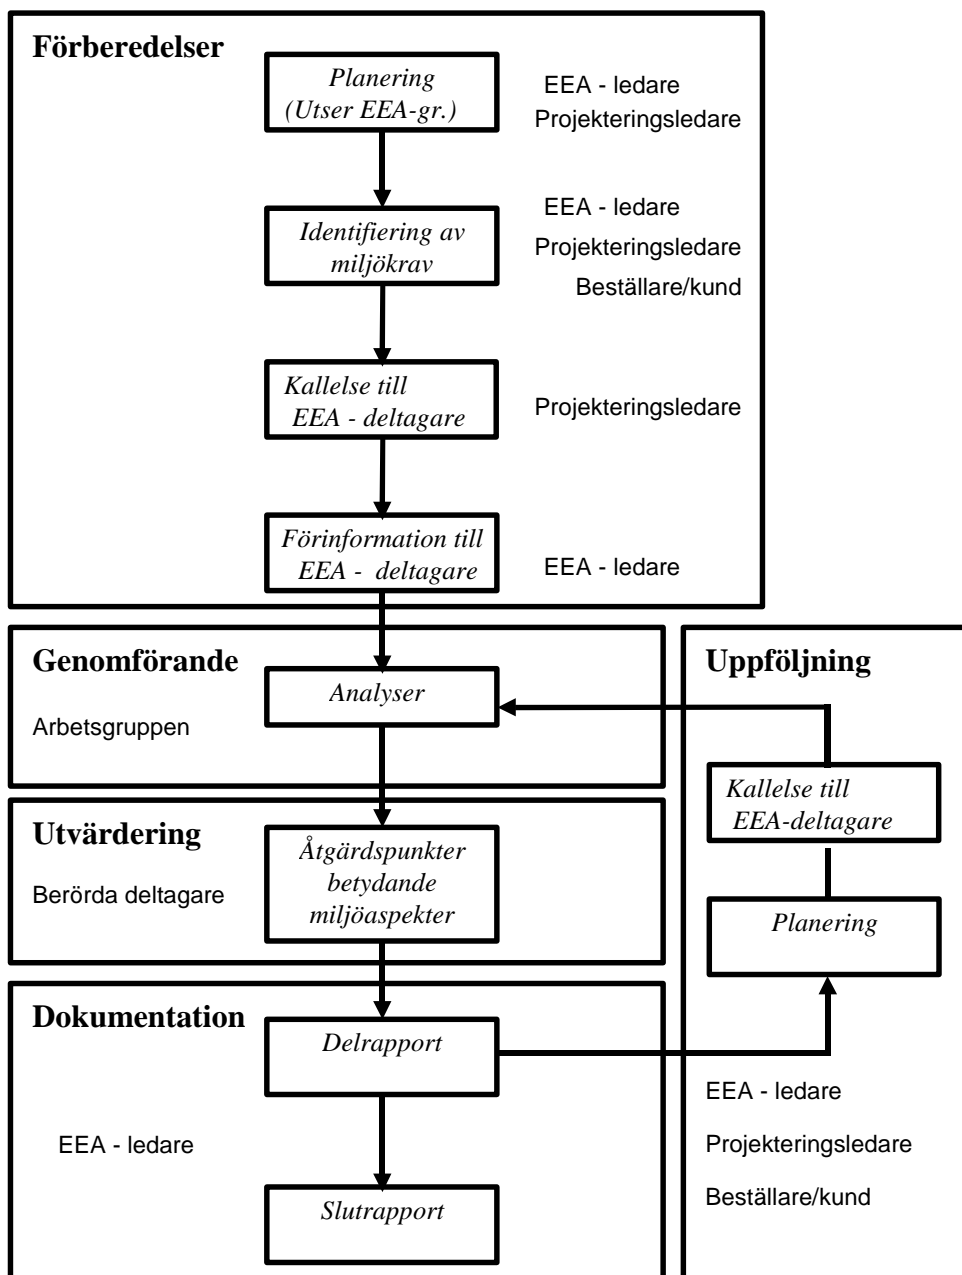 Förberedelser
Planering
(Utser EEA-gr.)
EEA - ledare
Projekteringsledare
Identifiering av
miljökrav
EEA - ledare
Projekteringsledare
Beställare/kund
Kallelse till
EEA - deltagare
Projekteringsledare
Förinformation till
EEA - deltagare
EEA - ledare
Genomförande
Arbetsgruppen
Analyser
Utvärdering
Berörda deltagare
Åtgärdspunkter
betydande
miljöaspekter
Dokumentation
EEA - ledare
Delrapport
Slutrapport
Uppföljning
Kallelse till
EEA-deltagare
Planering
EEA - ledare
Projekteringsledare
Beställare/kund